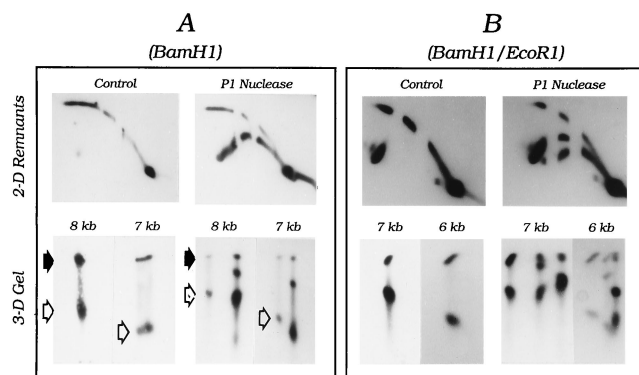 A
(BamH1)
B
(BamH1/EcoR1)
Control
P1 Nuclease
Control
P1 Nuclease
2-D Remnants
8 kb
7 kb
8 kb
7 kb
7 kb
6 kb
7 kb
6 kb
3-D Gel